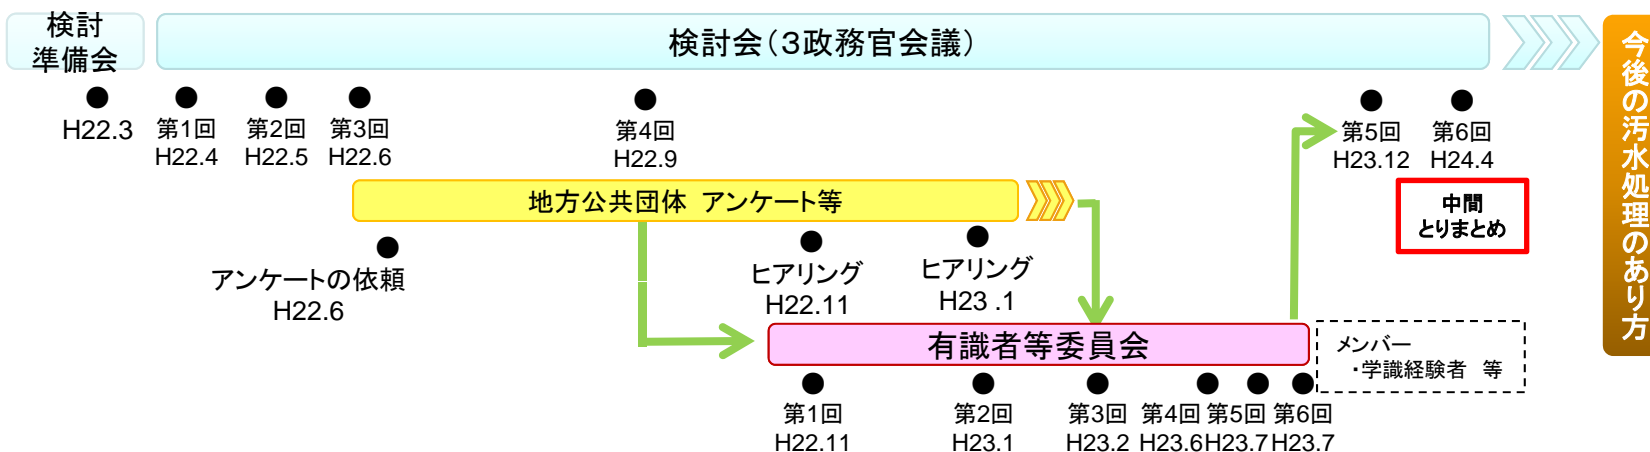 検討
準備会
検討会（３政務官会議）
今後の汚水処理のあり方
H22.3
第1回
H22.4
第2回
H22.5
第3回
H22.6
第4回
H22.9
第5回
H23.12
第6回
H24.4
中間
とりまとめ
地方公共団体　アンケート等
アンケートの依頼
H22.6
ヒアリング
H22.11
ヒアリング
H23 .1
有識者等委員会
メンバー
・学識経験者　等
第1回
H22.11
第2回
H23.1
第3回
H23.2
第4回
H23.6
第5回
H23.7
第6回
H23.7